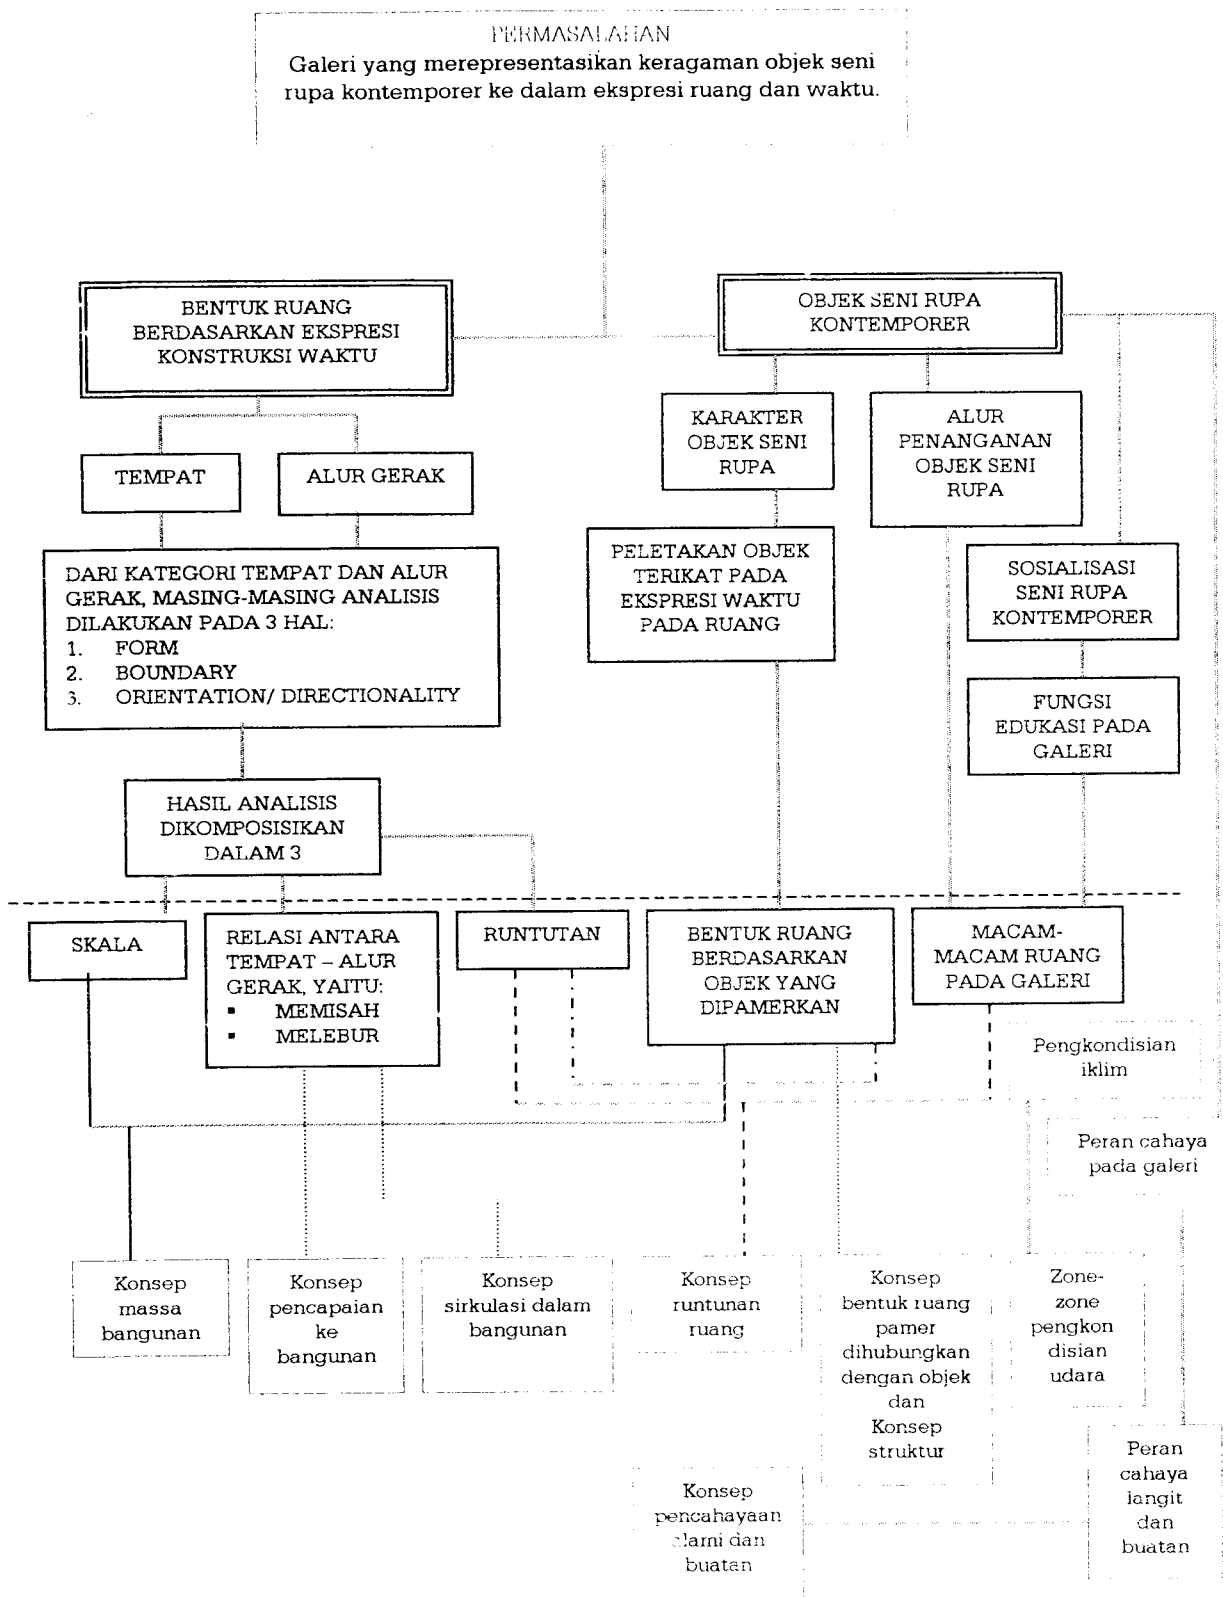 PERMASALAHAN
Galeri yang merepresentasikan keragaman objek seni
rupa kontemporer ke dalam ekspresi ruang dan waktu.
BENTUK RUANG
BERDASARKAN EKSPRESI
KONSTRUKSI WAKTU
OBJEK SENI RUPA
KONTEMPORER
TEMPAT
ALUR GERAK
KARAKTER
OBJEK SENI
RUPA
ALUR
PENANGANAN
OBJEK SENI
RUPA
DARI KATEGORI TEMPAT DAN ALUR
GERAK, MASING-MASING ANALISIS
DILAKUKAN PADA 3 HAL:
1. FORM
2. BOUNDARY
3. ORIENTATION/ DIRECTIONALITY
PELETAKAN OBJEK
TERIKAT PADA
EKSPRESI WAKTU
PADA RUANG
SOSIALISASI
SENI RUPA
KONTEMPORER
FUNGSI
EDUKASI PADA
GALERI
HASIL ANALISIS
DIKOMPOSISIKAN
DALAM 3
SKALA
RELASI ANTARA
TEMPAT – ALUR
GERAK, YAITU:
▪ MEMISAH
▪ MELEBUR
RUNTUTAN
BENTUK RUANG
BERDASARKAN
OBJEK YANG
DIPAMERKAN
MACAM-
MACAM RUANG
PADA GALERI
Pengkondisian
iklim
Peran cahaya
pada galeri
Konsep
massa
bangunan
Konsep
pencapaian
ke
bangunan
Konsep
sirkulasi dalam
bangunan
Konsep
runtunan
ruang
Konsep
bentuk ruang
pamer
dihubungkan
dengan objek
dan
Konsep
struktur
Zone-
zone
pengkon
disian
udara
Konsep
pencahayaan
alami dan
buatan
Peran
cahaya
langit
dan
buatan